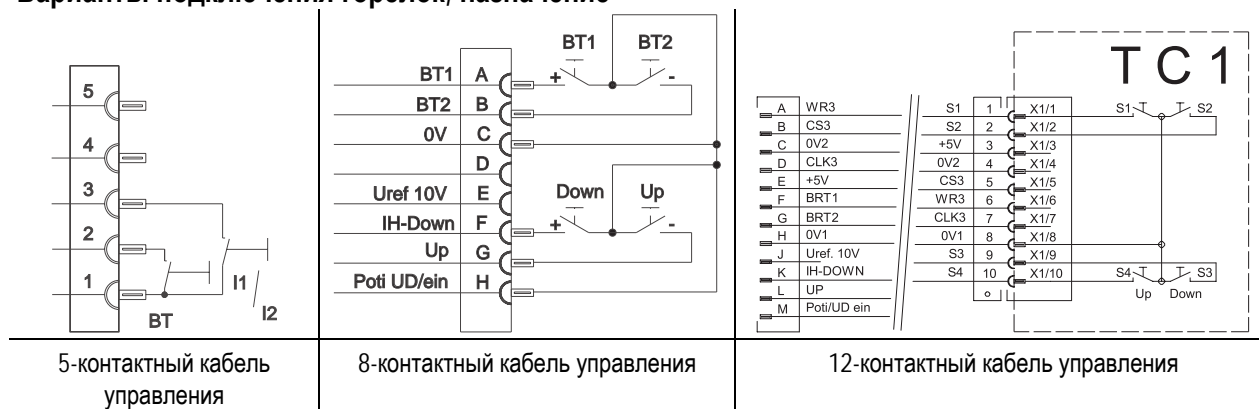 Варианты подключения горелок, назначение
5
4
3
2
1
BT
I1
I2
BT1 BT2
BT1 A + -
BT2 B
0V C
D
Uref 10V E Down Up
IH-Down F + -
Up G
Poti UD/ein H
TC 1
A WR3 S1 1 X1/1 S1 S2
B CS3 S2 2 X1/2
C 0V2 +5V 3 X1/3
D CLK3 0V2 4 X1/4
E +5V CS3 5 X1/5
F BRT1 WR3 6 X1/6
G BRT2 CLK3 7 X1/7
H 0V1 0V1 8 X1/8
J Uref. 10V S3 9 X1/9
K IH-DOWN S4 10 X1/10 S4 S3
L UP Up Down
M Poti/UD ein
5-контактный кабель
управления
8-контактный кабель управления
12-контактный кабель управления